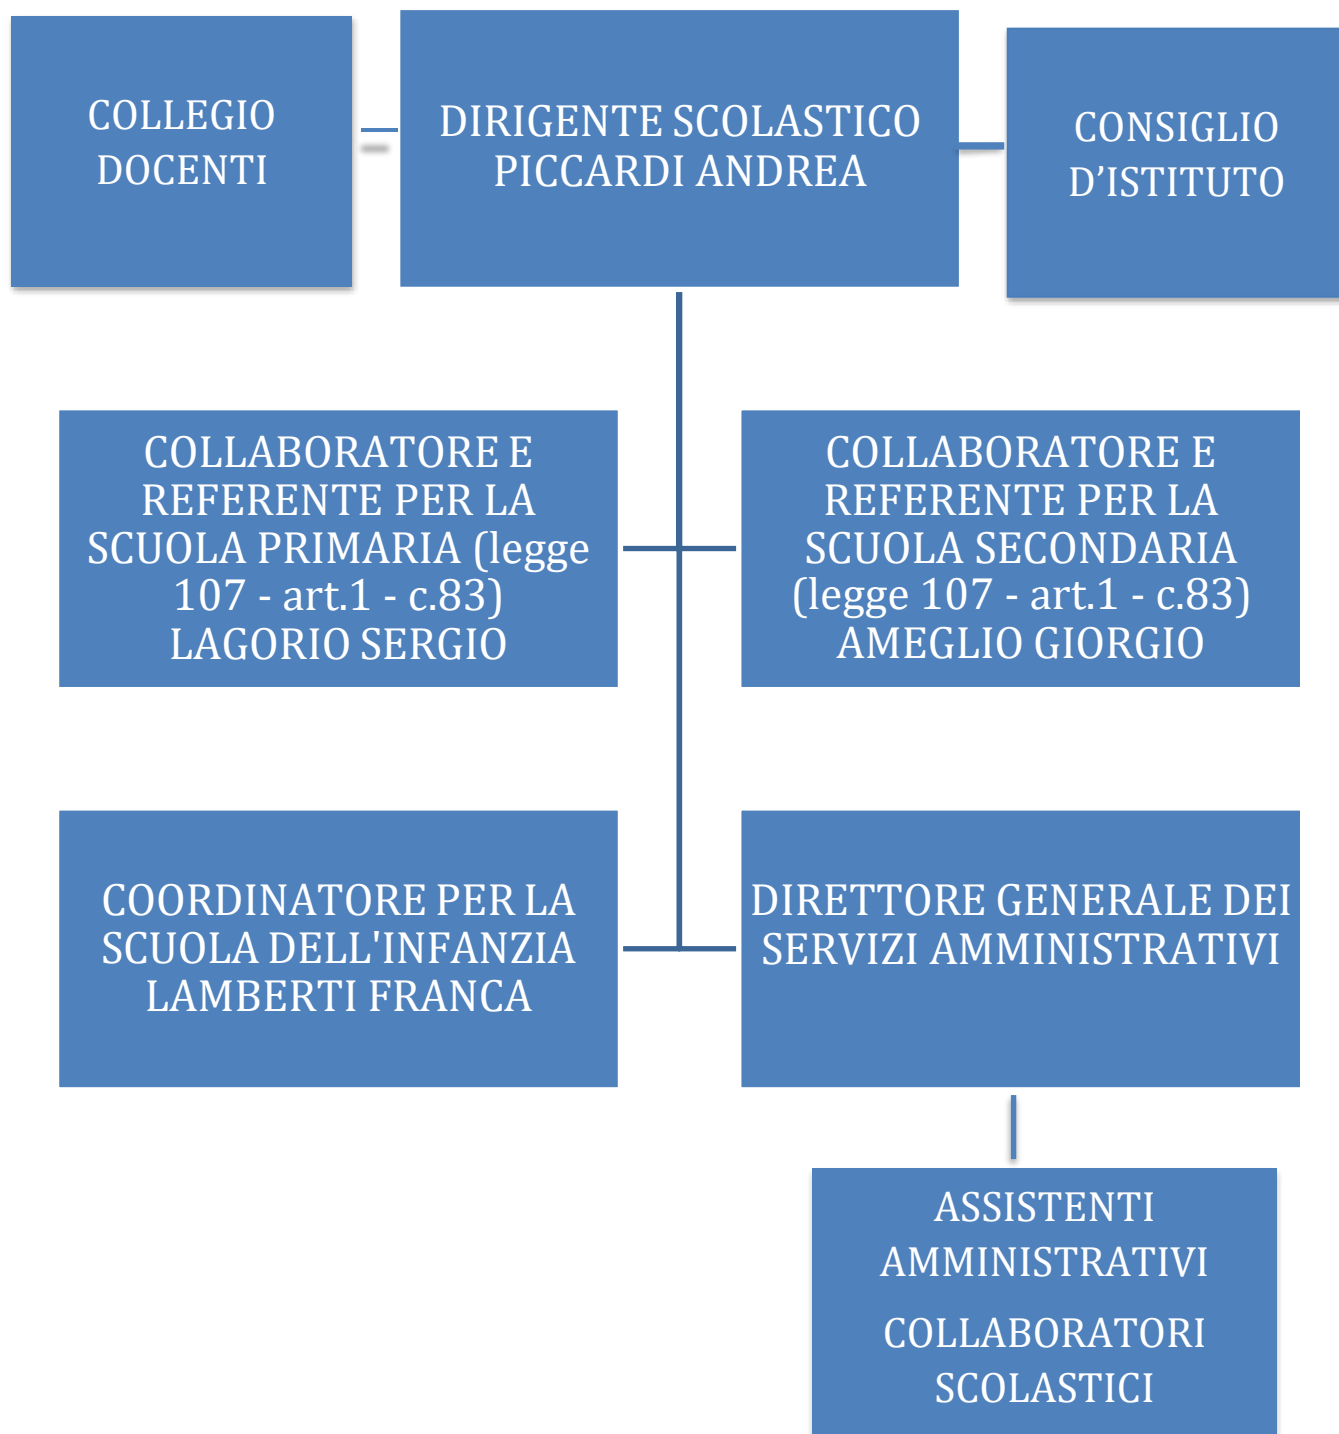 COLLEGIO
DOCENTI
DIRIGENTE SCOLASTICO
PICCARDI ANDREA
CONSIGLIO
D’ISTITUTO
COLLABORATORE E
REFERENTE PER LA
SCUOLA PRIMARIA (legge
107 - art.1 - c.83)
LAGORIO SERGIO
COLLABORATORE E
REFERENTE PER LA
SCUOLA SECONDARIA
(legge 107 - art.1 - c.83)
AMEGLIO GIORGIO
COORDINATORE PER LA
SCUOLA DELL'INFANZIA
LAMBERTI FRANCA
DIRETTORE GENERALE DEI
SERVIZI AMMINISTRATIVI
ASSISTENTI
AMMINISTRATIVI
COLLABORATORI
SCOLASTICI